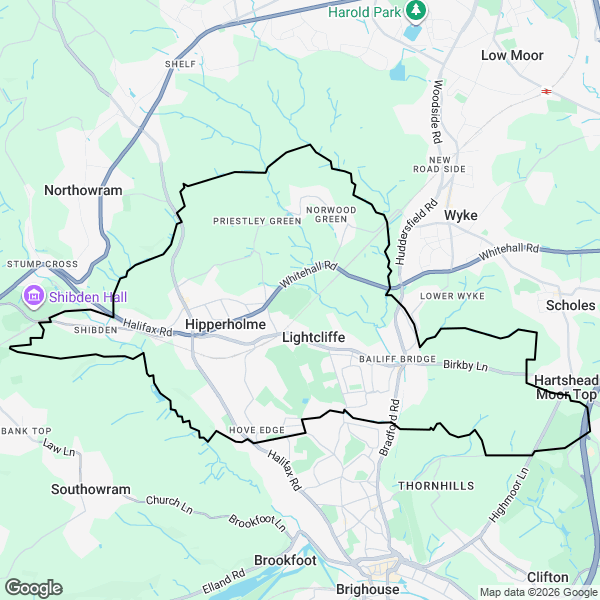 Harold Park
Low Moor
SHELF
Woodside Rd
NEW
ROAD SIDE
Northowram
NORWOOD
GREEN
PRIESTLEY GREEN
Wyke
Huddersfield Rd
Whitehall Rd
STUMP CROSS
Whitehall Rd
Shibden Hall
LOWER WYKE
Scholes
SHIBDEN
Halifax Rd
Hipperholme
Lightcliffe
BAILIFF BRIDGE
Birkby Ln
Hartshead
Moor Top
BANK TOP
Law Ln
HOVE EDGE
Bradford Rd
Halifax Rd
Highmoor Ln
Southowram
THORNHILLS
Church Ln
Brookfoot Ln
Brookfoot
Elland Rd
Clifton
Brighouse
Google
Map data ©2026 Google